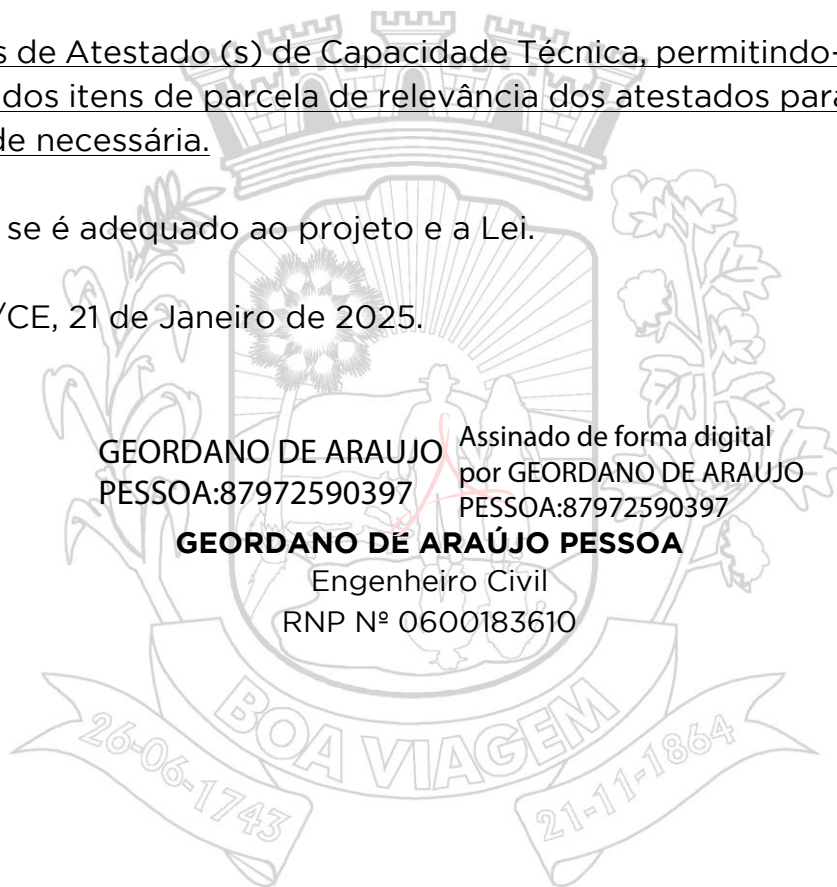 s de Atestado (s) de Capacidade Técnica, permitindo-
dos itens de parcela de relevância dos atestados para
de necessária.
se é adequado ao projeto e a Lei.
/CE, 21 de Janeiro de 2025.
GEORDANO DE ARAUJO
PESSOA:87972590397
Assinado de forma digital
por GEORDANO DE ARAUJO
PESSOA:87972590397
GEORDANO DE ARAÚJO PESSOA
Engenheiro Civil
RNP Nº 0600183610
BOA VIAGEM
26-06-1743
21-11-1864